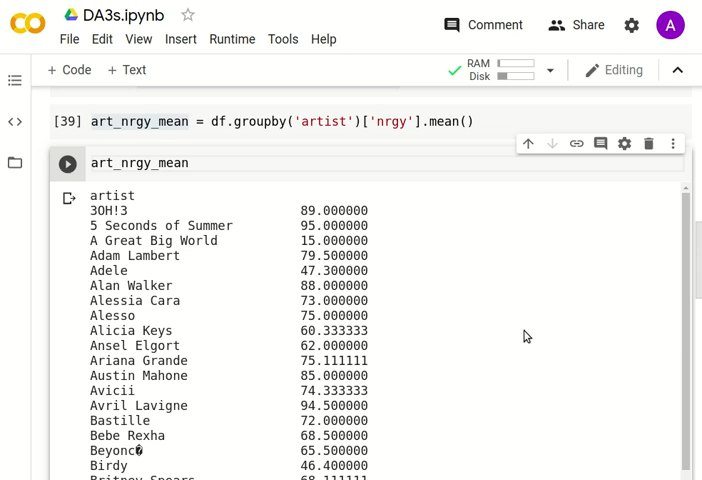 DA3s.ipynb
Comment
Share
A
File Edit View Insert Runtime Tools Help
+ Code + Text
RAM
Disk
Editing
[39] art_nrgy_mean = df.groupby('artist')['nrgy'].mean()
art_nrgy_mean
artist
3OH!3 89.000000
5 Seconds of Summer 95.000000
A Great Big World 15.000000
Adam Lambert 79.500000
Adele 47.300000
Alan Walker 88.000000
Alessia Cara 73.000000
Alesso 75.000000
Alicia Keys 60.333333
Ansel Elgort 62.000000
Ariana Grande 75.111111
Austin Mahone 85.000000
Avicii 74.333333
Avril Lavigne 94.500000
Bastille 72.000000
Bebe Rexha 68.500000
Beyonc� 65.500000
Birdy 46.400000
Britney Spears 68.111111